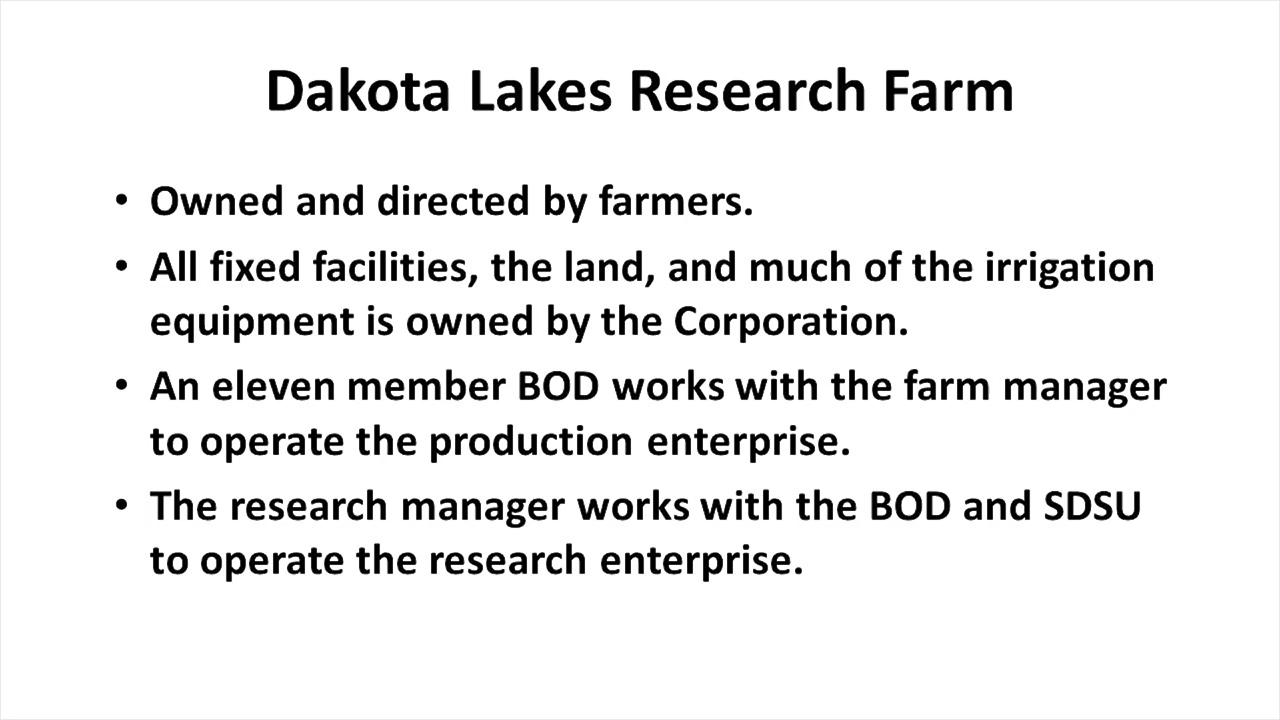 Dakota Lakes Research Farm
• Owned and directed by farmers.
• All fixed facilities, the land, and much of the irrigation
equipment is owned by the Corporation.
• An eleven member BOD works with the farm manager
to operate the production enterprise.
• The research manager works with the BOD and SDSU
to operate the research enterprise.